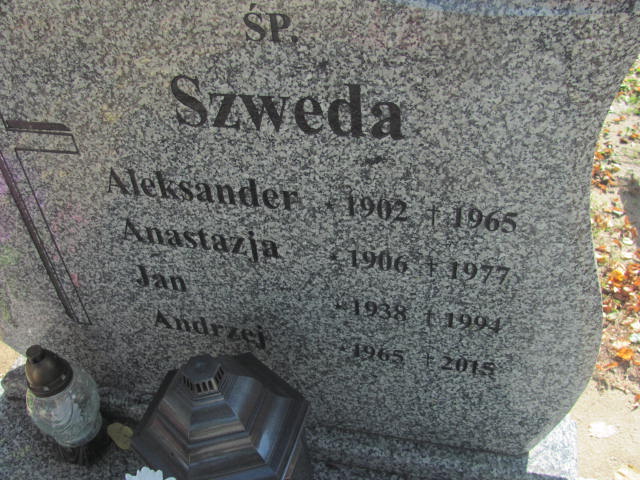 ŚP.
Szweda
Aleksander * 1902 † 1965
Anastazja * 1906 † 1977
Jan * 1938 † 1994
Andrzej * 1965 † 2015